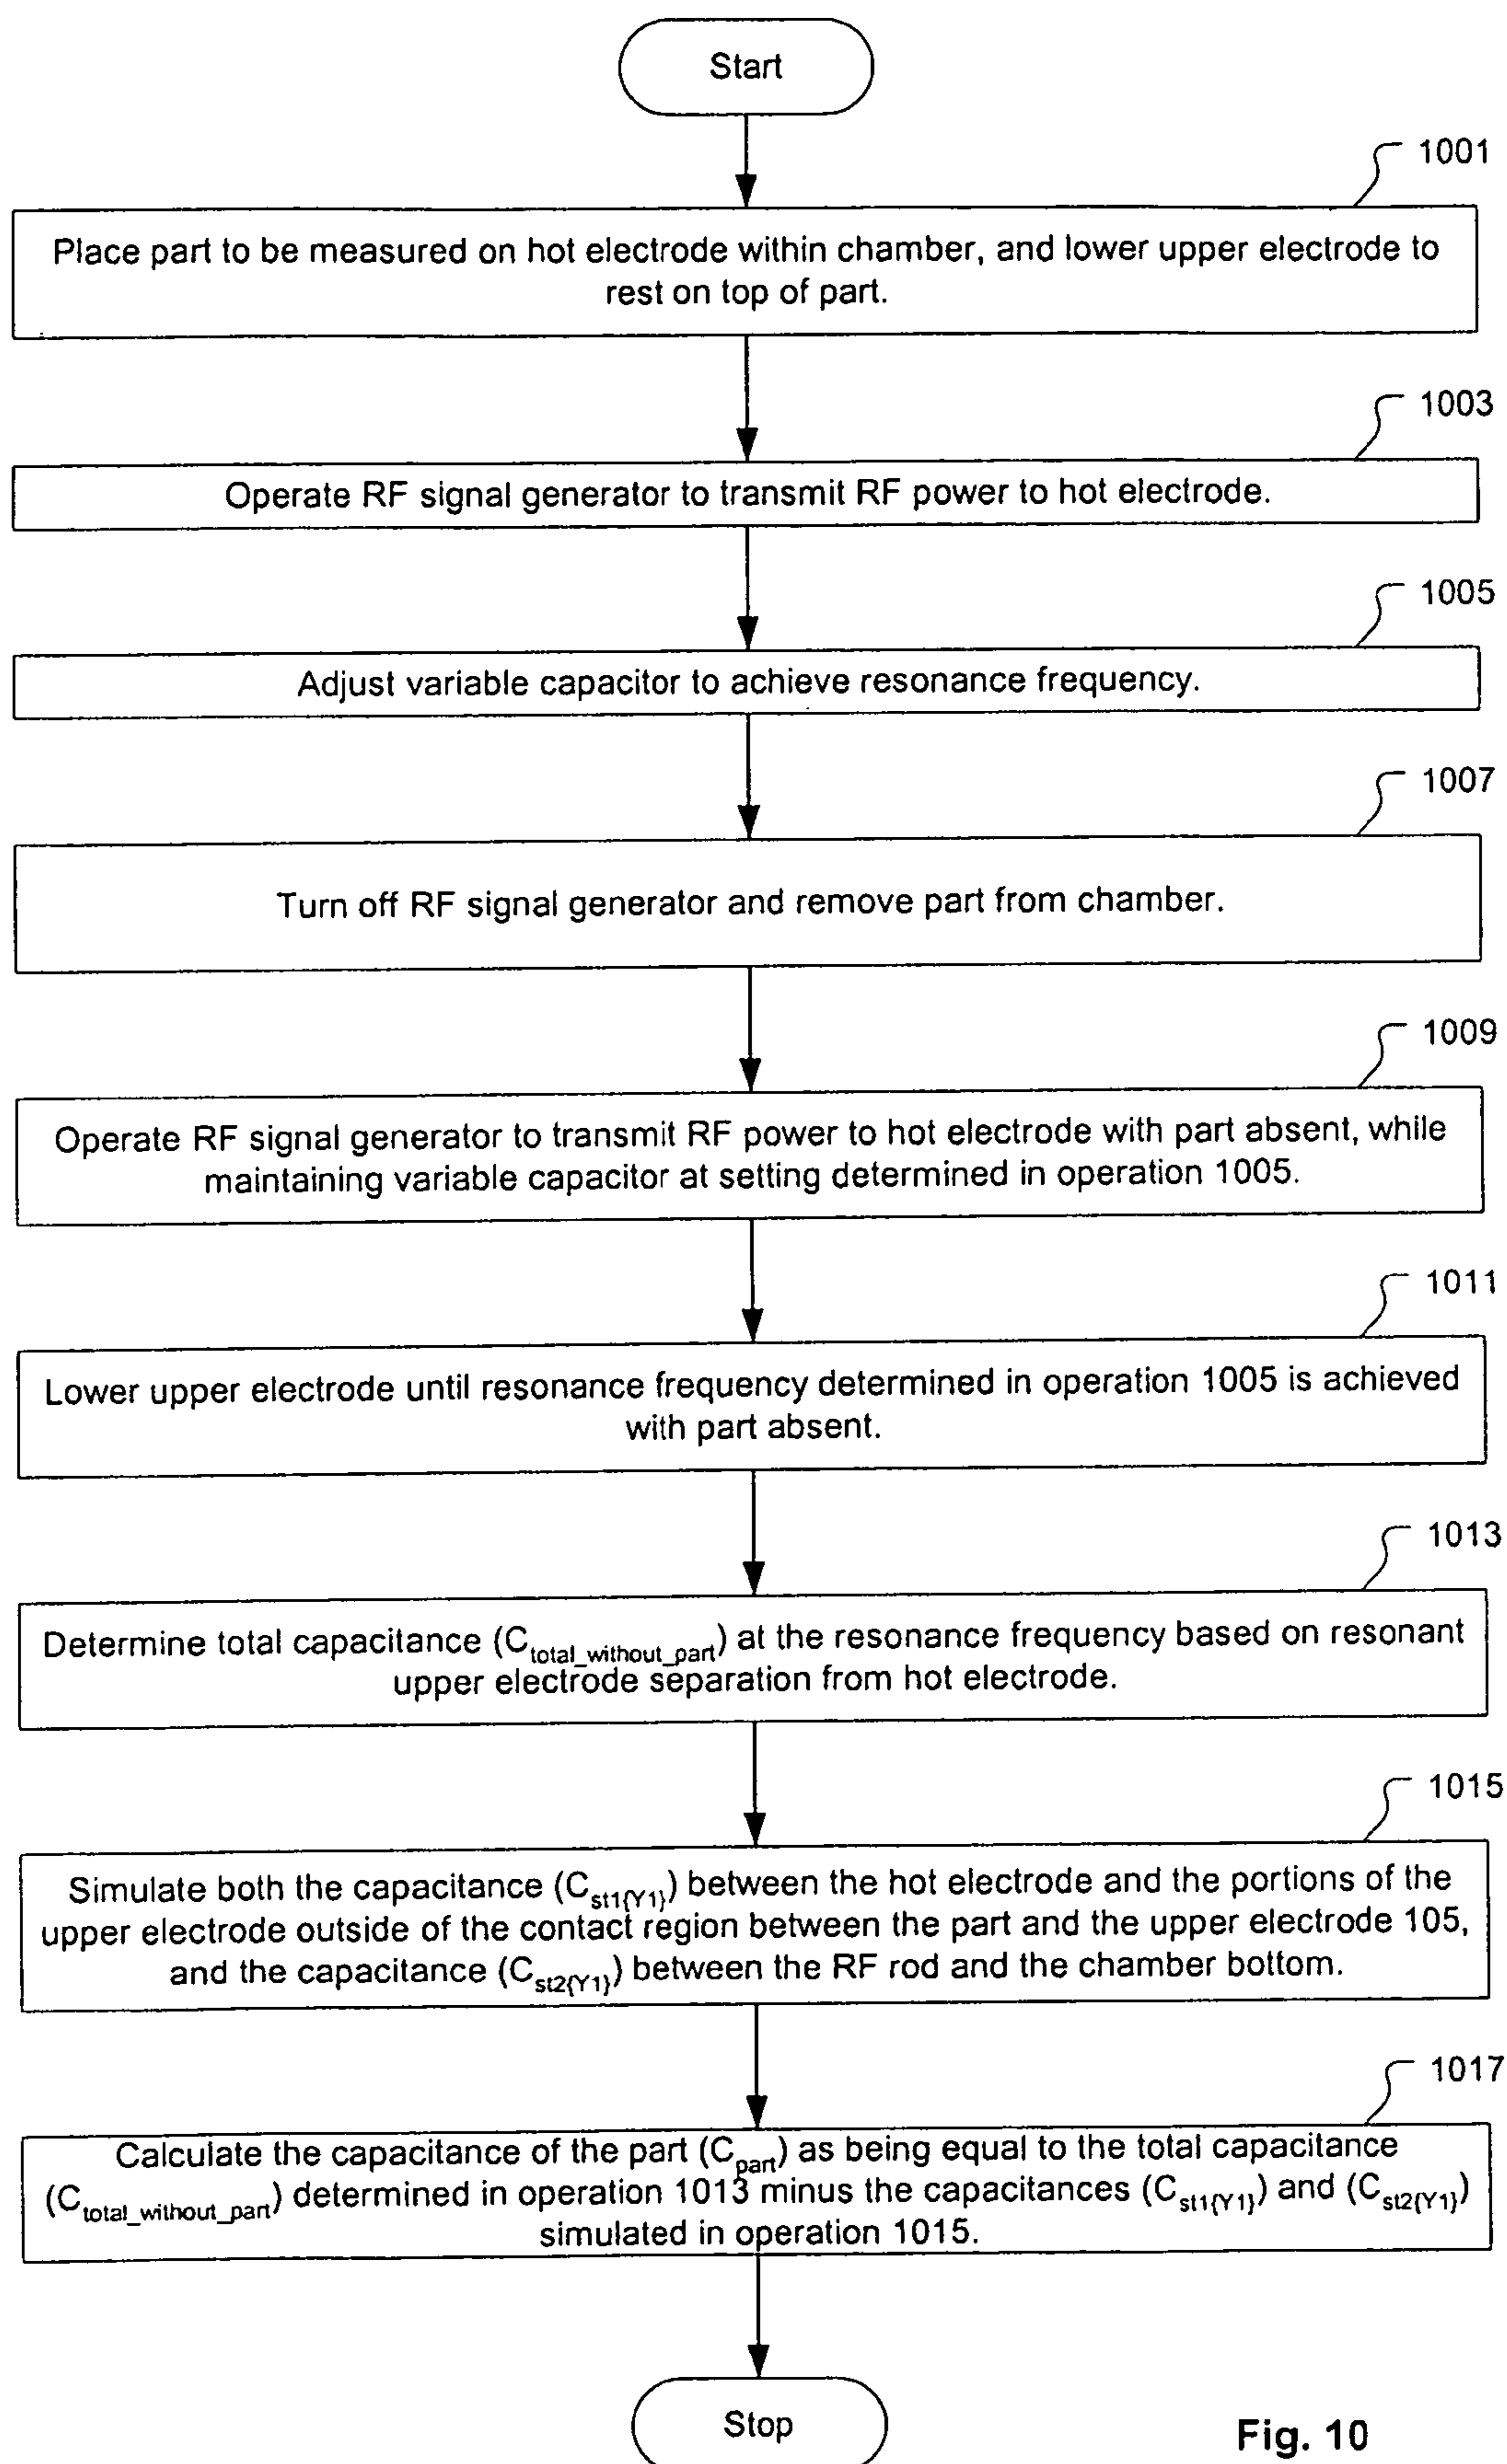 Start
1001
Place part to be measured on hot electrode within chamber, and lower upper electrode to
rest on top of part.
1003
Operate RF signal generator to transmit RF power to hot electrode.
1005
Adjust variable capacitor to achieve resonance frequency.
1007
Turn off RF signal generator and remove part from chamber.
1009
Operate RF signal generator to transmit RF power to hot electrode with part absent, while
maintaining variable capacitor at setting determined in operation 1005.
1011
Lower upper electrode until resonance frequency determined in operation 1005 is achieved
with part absent.
1013
Determine total capacitance (C_total_without_part) at the resonance frequency based on resonant
upper electrode separation from hot electrode.
1015
Simulate both the capacitance (C_st1{Y1}) between the hot electrode and the portions of the
upper electrode outside of the contact region between the part and the upper electrode 105,
and the capacitance (C_st2{Y1}) between the RF rod and the chamber bottom.
1017
Calculate the capacitance of the part (C_part) as being equal to the total capacitance
(C_total_without_part) determined in operation 1013 minus the capacitances (C_st1{Y1}) and (C_st2{Y1})
simulated in operation 1015.
Stop
Fig. 10